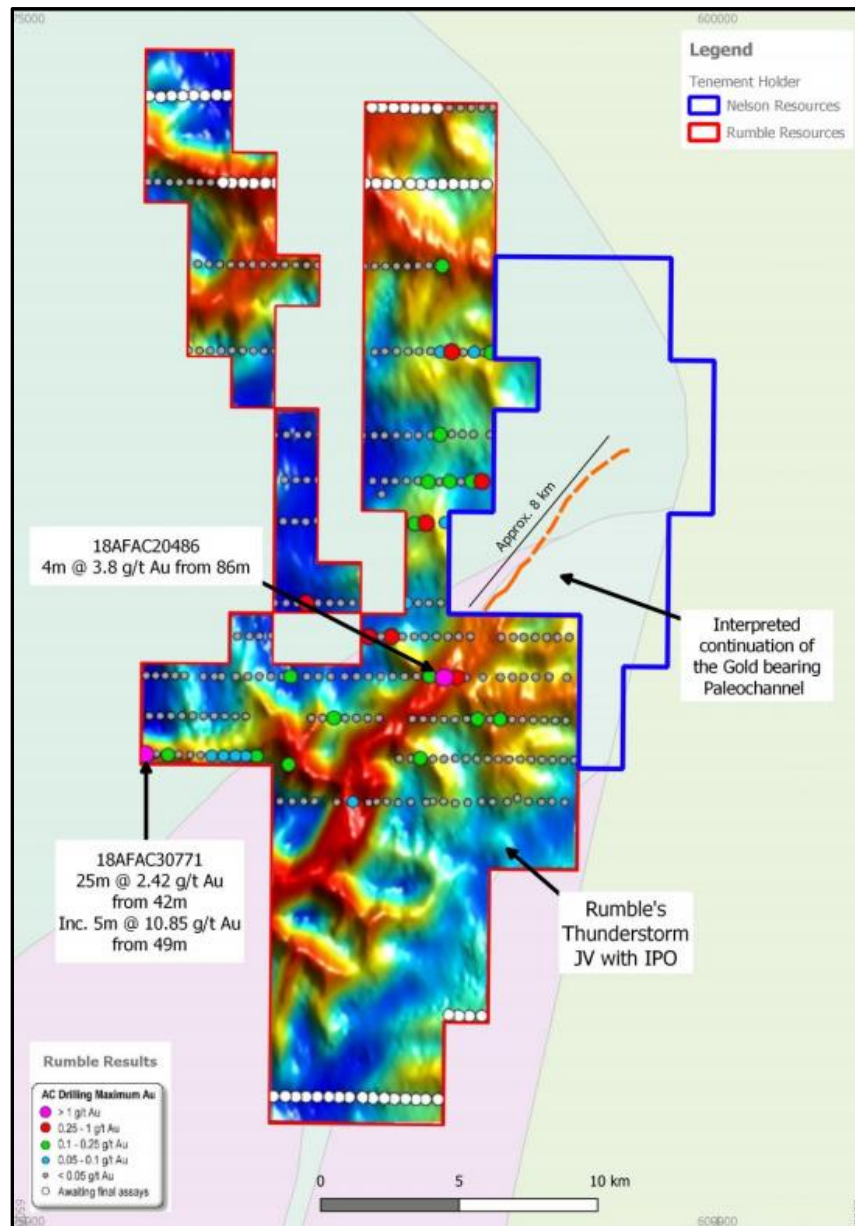 75000
600000
Legend
Tenement Holder
Nelson Resources
Rumble Resources
Approx. 8 km
18AFAC20486
4m @ 3.8 g/t Au from 86m
Interpreted
continuation of
the Gold bearing
Paleochannel
18AFAC30771
25m @ 2.42 g/t Au
from 42m
Inc. 5m @ 10.85 g/t Au
from 49m
Rumble's
Thunderstorm
JV with IPO
Rumble Results
AC Drilling Maximum Au
> 1 g/t Au
0.25 - 1 g/t Au
0.1 - 0.25 g/t Au
0.05 - 0.1 g/t Au
< 0.05 g/t Au
Awaiting final assays
0
5
10 km